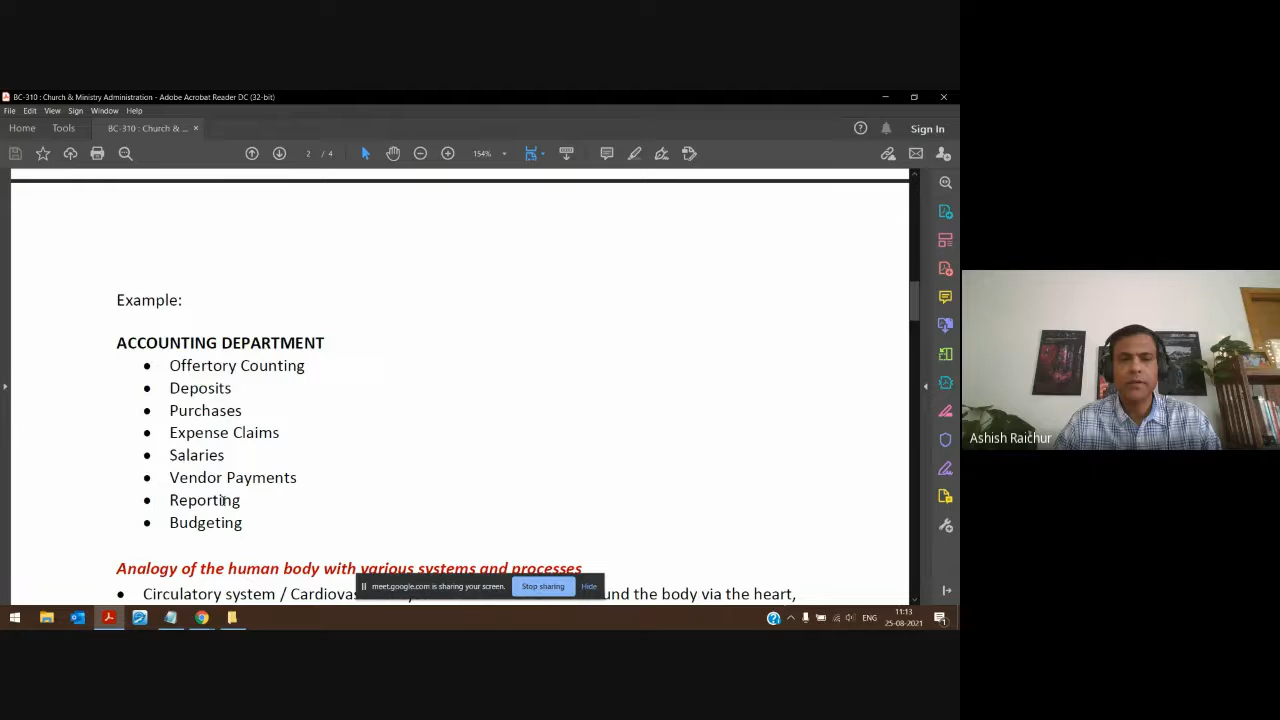 BC-310 : Church & Ministry Administration - Adobe Acrobat Reader DC (32-bit)
File Edit View Sign Window Help
Home Tools BC-310 : Church & ... × Sign In
2 / 4 154%
Example:
ACCOUNTING DEPARTMENT
• Offertory Counting
• Deposits
• Purchases
• Expense Claims
• Salaries
• Vendor Payments
• Reporting
• Budgeting
Analogy of the human body with various systems and processes
• Circulatory system / Cardiovas und the body via the heart,
meet.google.com is sharing your screen. Stop sharing Hide
ENG 11:13
25-08-2021
Ashish Raichur